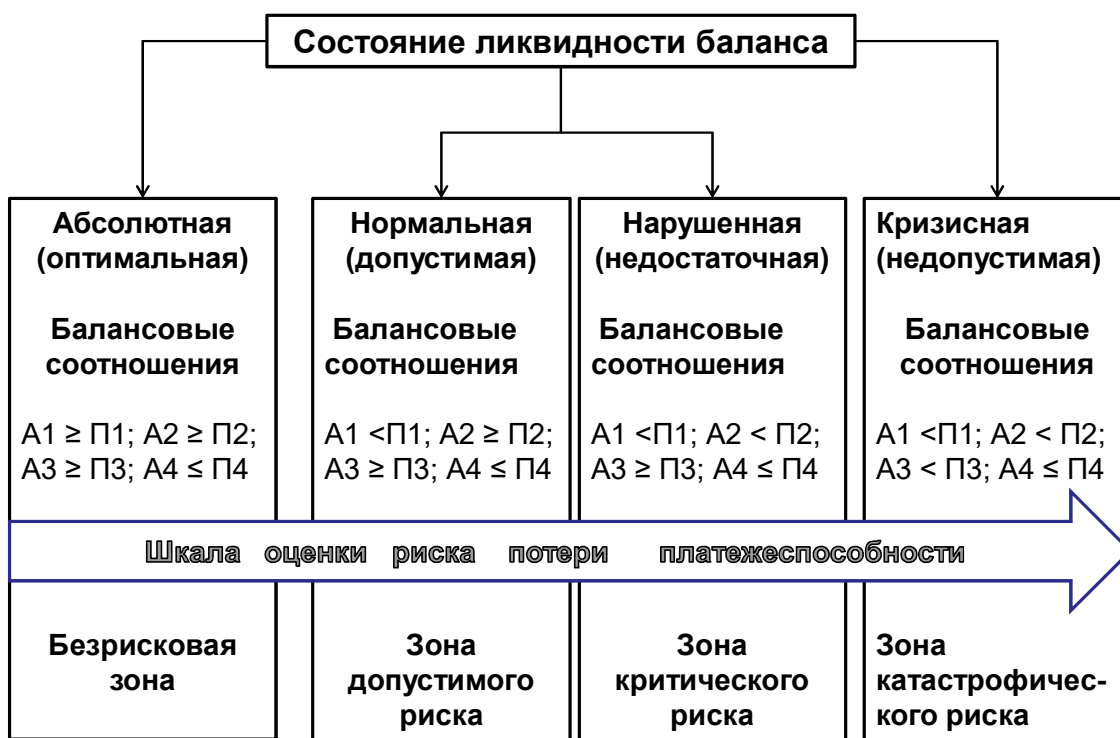 Состояние ликвидности баланса
Абсолютная
(оптимальная)
Балансовые
соотношения
А1 ≥ П1; А2 ≥ П2;
А3 ≥ П3; А4 ≤ П4
Нормальная
(допустимая)
Балансовые
соотношения
А1 <П1; А2 ≥ П2;
А3 ≥ П3; А4 ≤ П4
Нарушенная
(недостаточная)
Балансовые
соотношения
А1 <П1; А2 < П2;
А3 ≥ П3; А4 ≤ П4
Кризисная
(недопустимая)
Балансовые
соотношения
А1 <П1; А2 < П2;
А3 < П3; А4 ≤ П4
Шкала оценки риска потери платежеспособности
Безрисковая
зона
Зона
допустимого
риска
Зона
критического
риска
Зона
катастрофичес-
кого риска